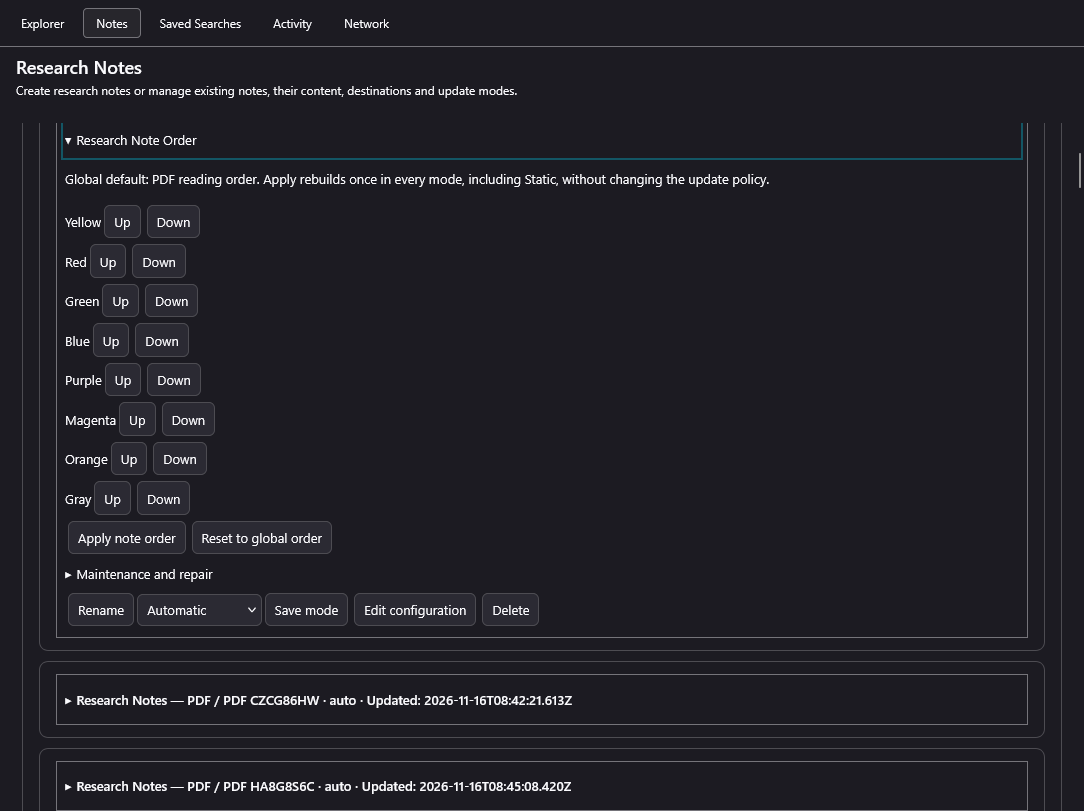 Explorer Notes Saved Searches Activity Network
Research Notes
Create research notes or manage existing notes, their content, destinations and update modes.
▾ Research Note Order
Global default: PDF reading order. Apply rebuilds once in every mode, including Static, without changing the update policy.
Yellow Up Down
Red Up Down
Green Up Down
Blue Up Down
Purple Up Down
Magenta Up Down
Orange Up Down
Gray Up Down
Apply note order Reset to global order
▸ Maintenance and repair
Rename Automatic Save mode Edit configuration Delete
▸ Research Notes — PDF / PDF CZCG86HW · auto · Updated: 2026-11-16T08:42:21.613Z
▸ Research Notes — PDF / PDF HA8G8S6C · auto · Updated: 2026-11-16T08:45:08.420Z